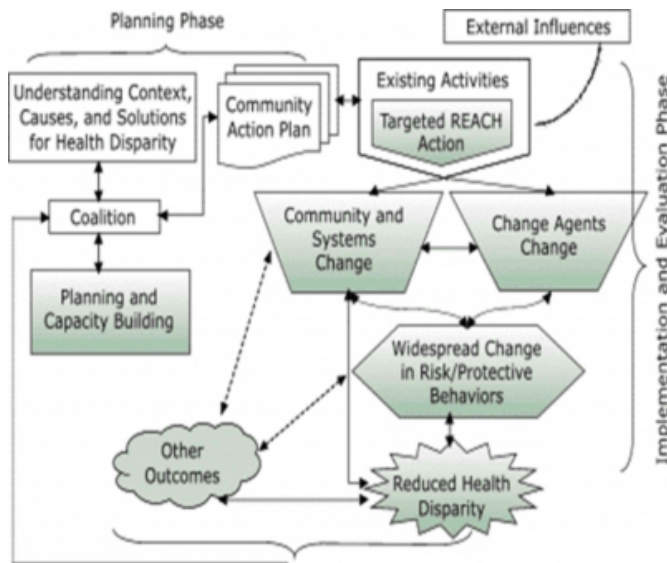 Planning Phase
External Influences
Understanding Context,
Causes, and Solutions
for Health Disparity
Community
Action Plan
Existing Activities
Targeted REACH
Action
Coalition
Planning and
Capacity Building
Community and
Systems
Change
Change Agents
Change
Widespread Change
in Risk/Protective
Behaviors
Other
Outcomes
Reduced Health
Disparity
Implementation and Evaluation Phase